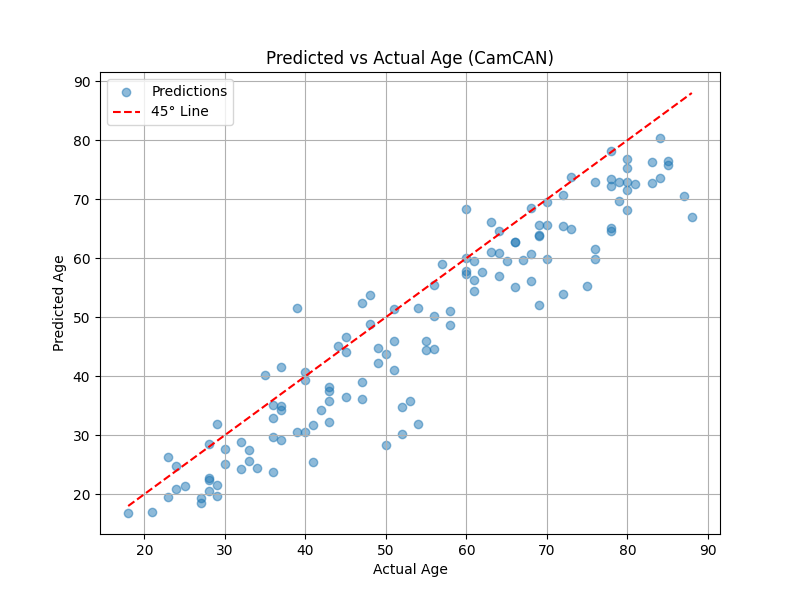 Predicted vs Actual Age (CamCAN)
Predictions
45° Line
90
80
70
60
50
40
30
20
Predicted Age
20 30 40 50 60 70 80 90
Actual Age